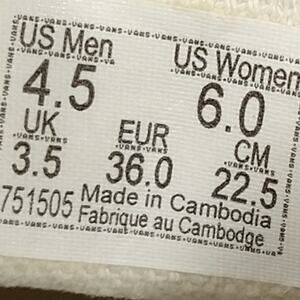 US Men US Women
4.5 6.0
UK EUR CM
3.5 36.0 22.5
751505 Made in Cambodia
Fabrique au Cambodge